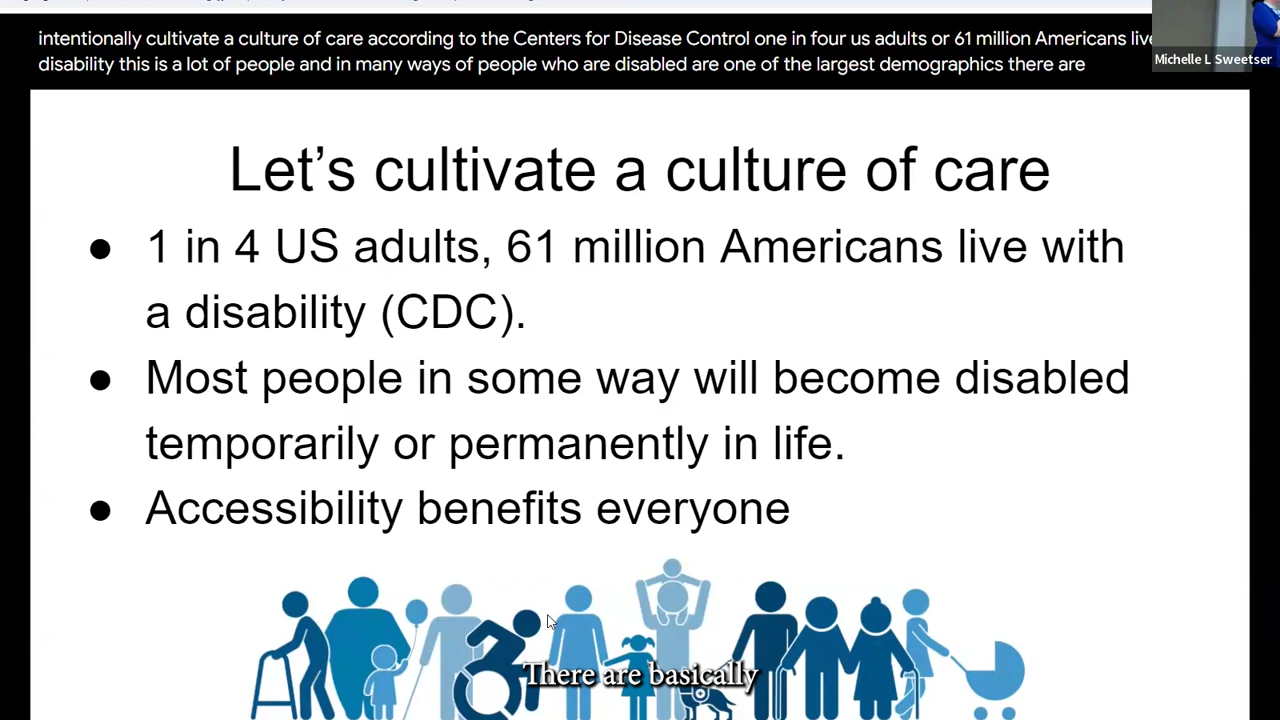 intentionally cultivate a culture of care according to the Centers for Disease Control one in four us adults or 61 million Americans live
disability this is a lot of people and in many ways of people who are disabled are one of the largest demographics there are
Michelle L Sweetser
Let's cultivate a culture of care
● 1 in 4 US adults, 61 million Americans live with
a disability (CDC).
● Most people in some way will become disabled
temporarily or permanently in life.
● Accessibility benefits everyone
There are basically